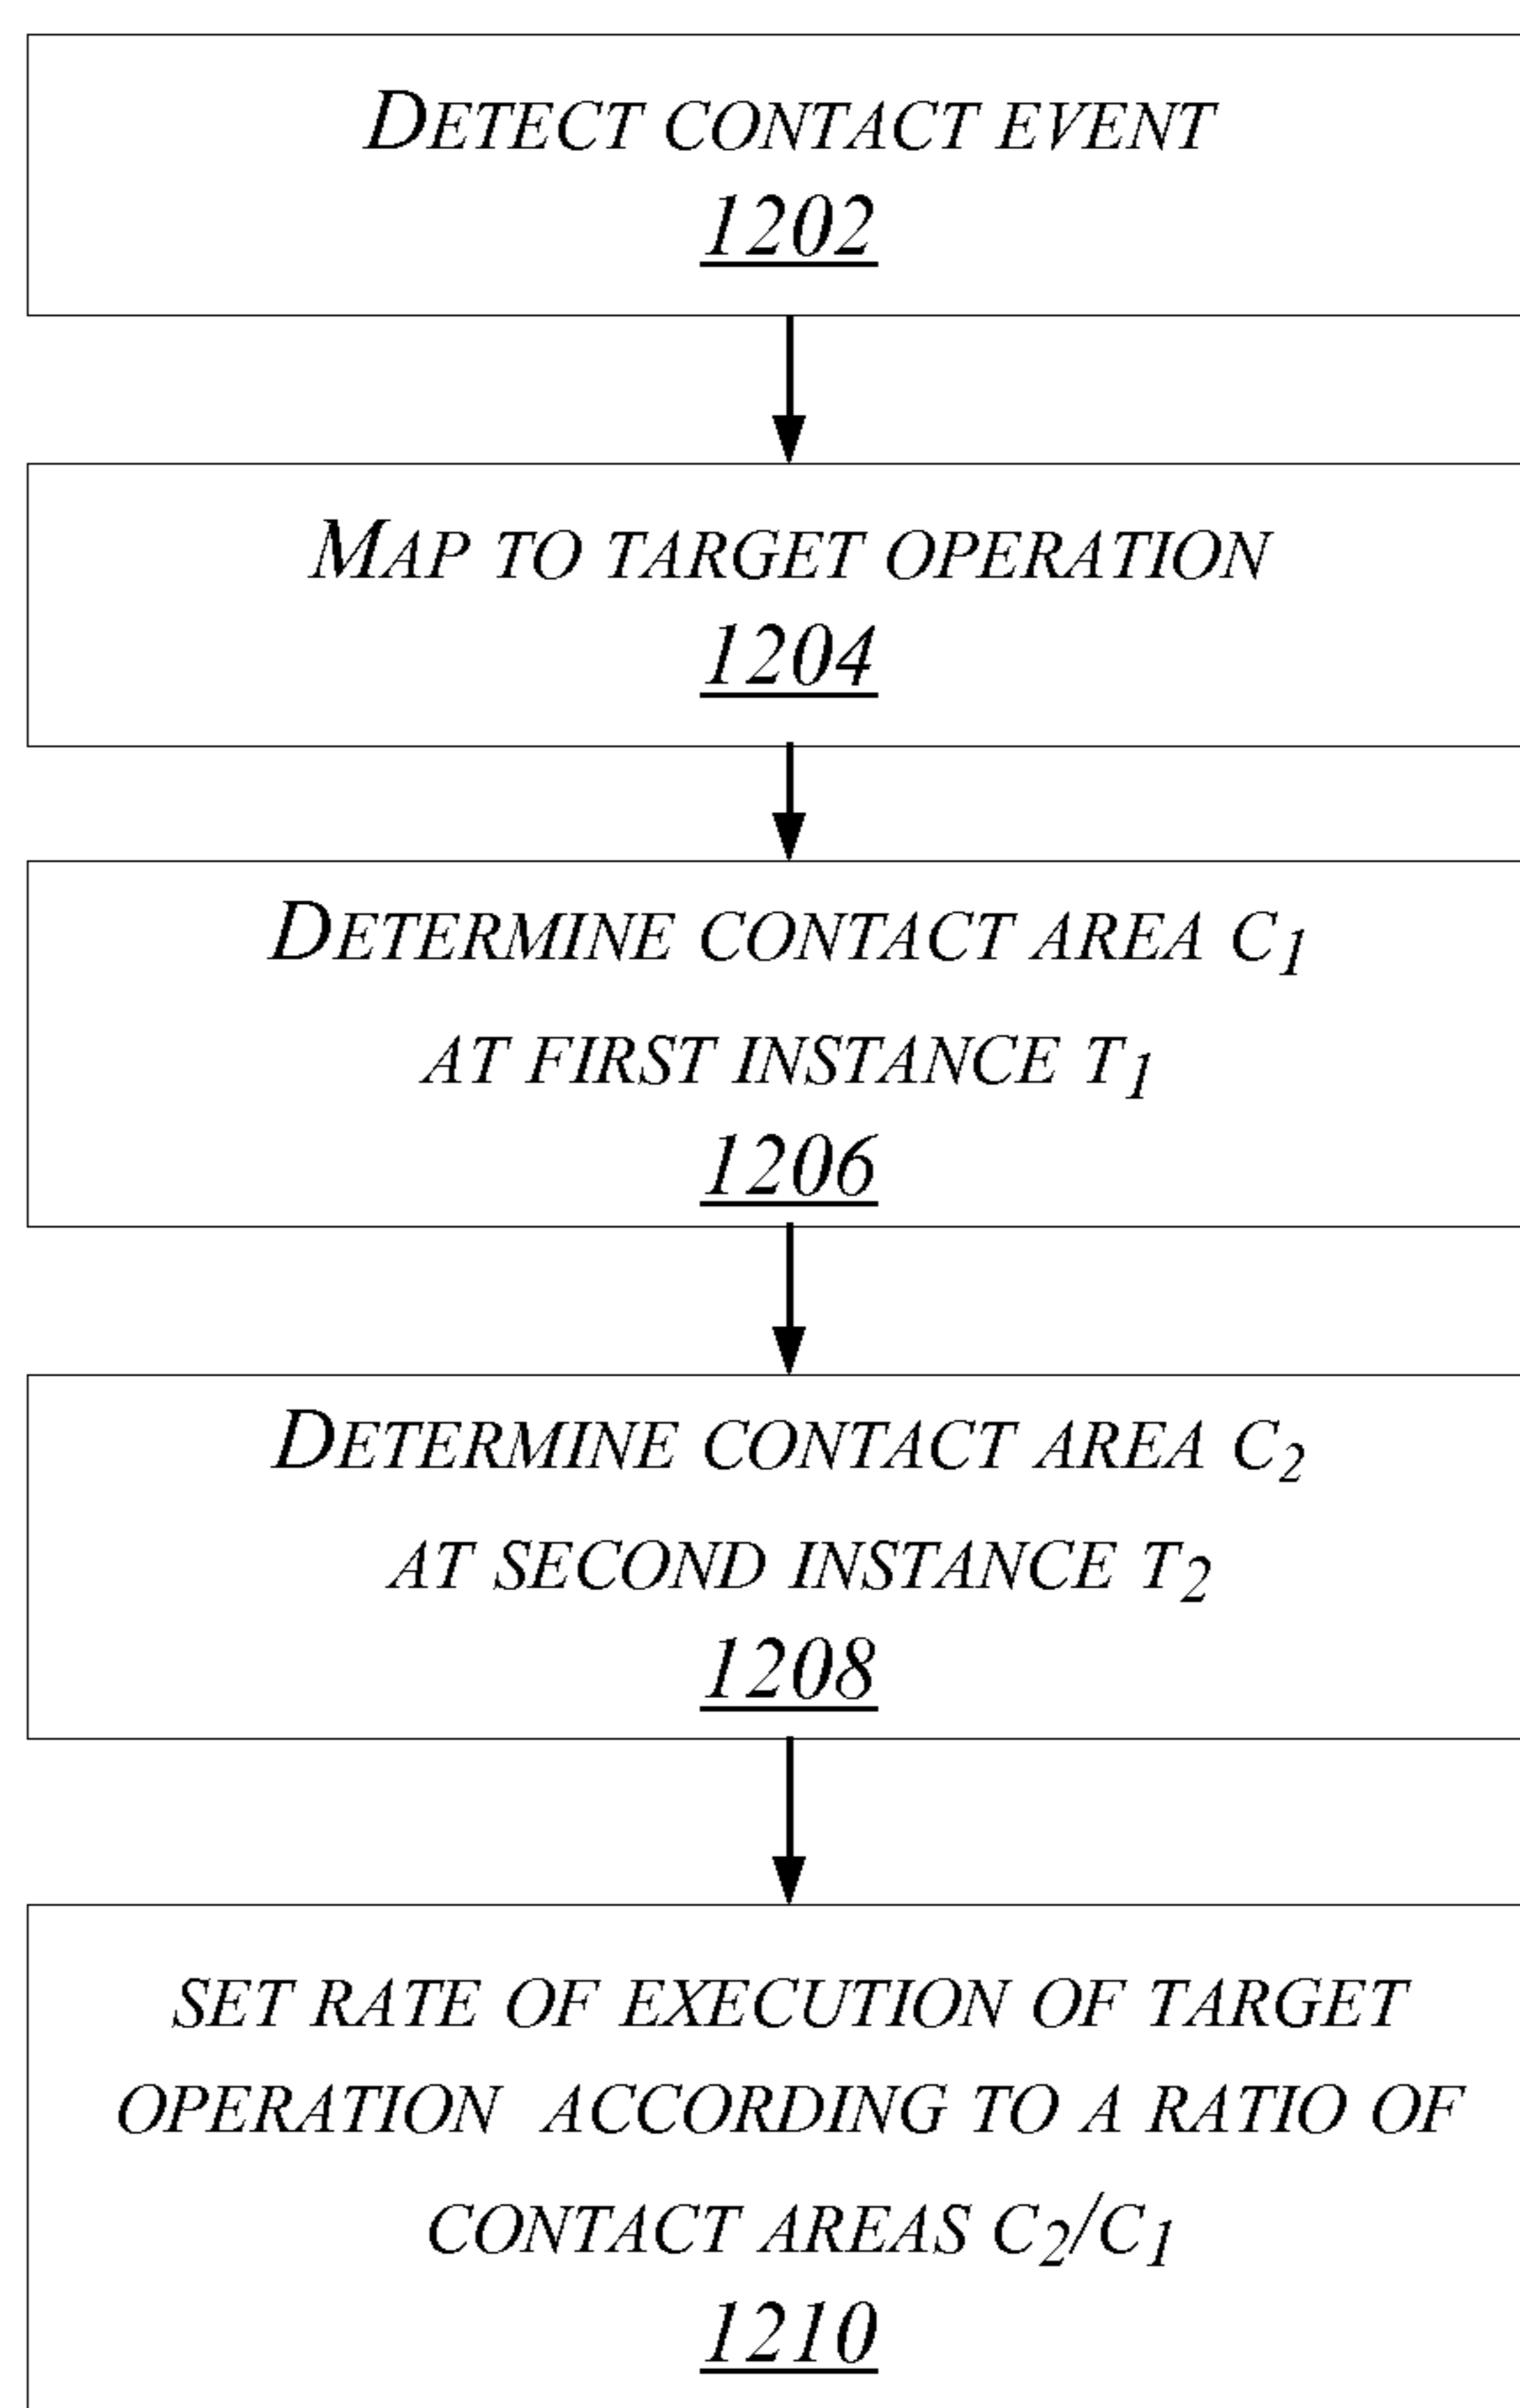 DETECT CONTACT EVENT
1202
MAP TO TARGET OPERATION
1204
DETERMINE CONTACT AREA C1
AT FIRST INSTANCE T1
1206
DETERMINE CONTACT AREA C2
AT SECOND INSTANCE T2
1208
SET RATE OF EXECUTION OF TARGET
OPERATION ACCORDING TO A RATIO OF
CONTACT AREAS C2/C1
1210